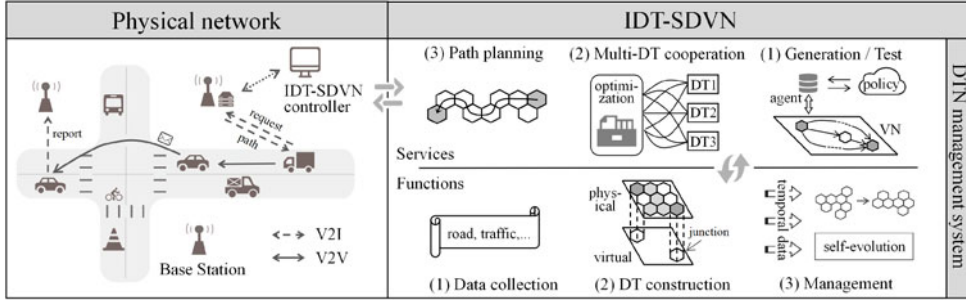 Physical network
IDT-SDVN
IDT-SDVN
controller
report
request
path
Base Station
V2I
V2V
(3) Path planning
(2) Multi-DT cooperation
(1) Generation / Test
optimi-
zation
DT1
DT2
DT3
policy
agent
VN
Services
Functions
road, traffic,...
phys-
ical
virtual
junction
temporal data
self-evolution
(1) Data collection
(2) DT construction
(3) Management
DTN management system